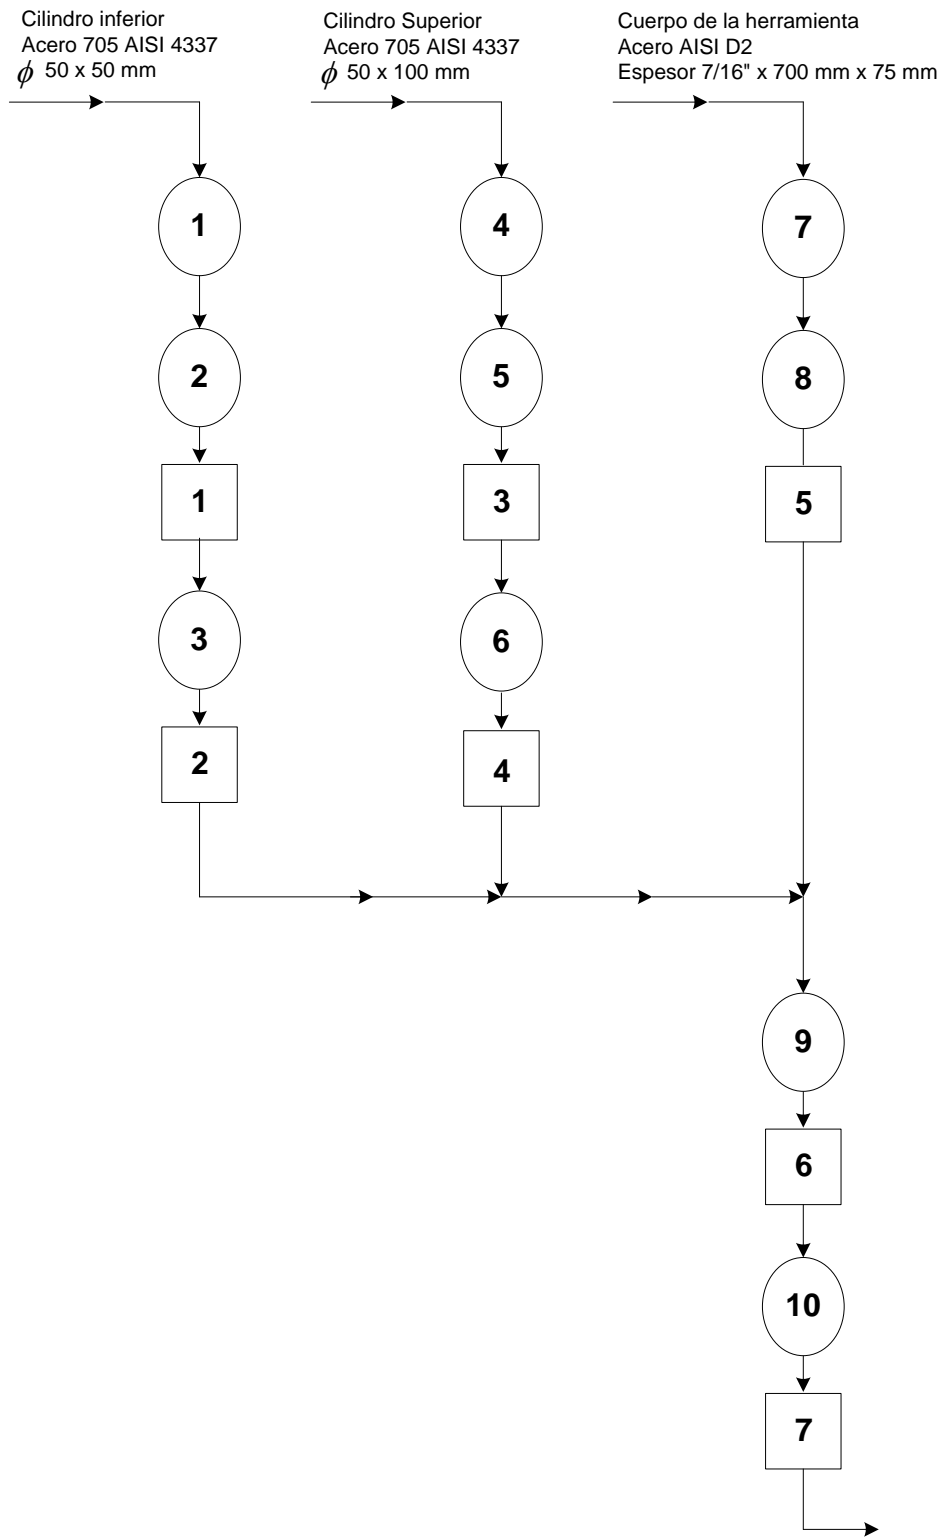 Cilindro inferior
Acero 705 AISI 4337
ϕ 50 x 50 mm
Cilindro Superior
Acero 705 AISI 4337
ϕ 50 x 100 mm
Cuerpo de la herramienta
Acero AISI D2
Espesor 7/16" x 700 mm x 75 mm
1
2
1
3
2
4
5
3
6
4
7
8
5
9
6
10
7